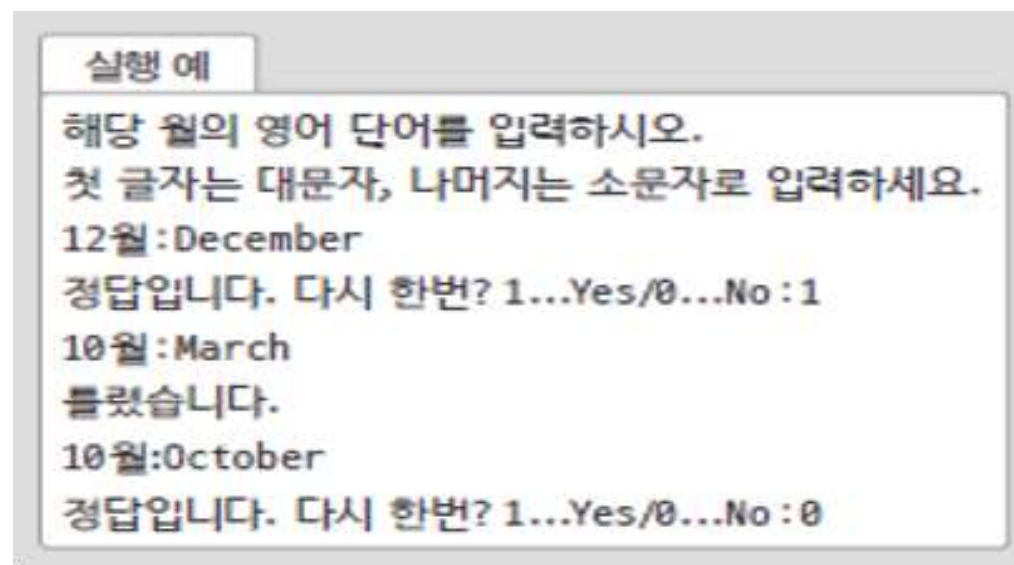 실행 예
해당 월의 영어 단어를 입력하시오.
첫 글자는 대문자, 나머지는 소문자로 입력하세요.
12월:December
정답입니다. 다시 한번? 1...Yes/0...No:1
10월:March
틀렸습니다.
10월:October
정답입니다. 다시 한번? 1...Yes/0...No:0